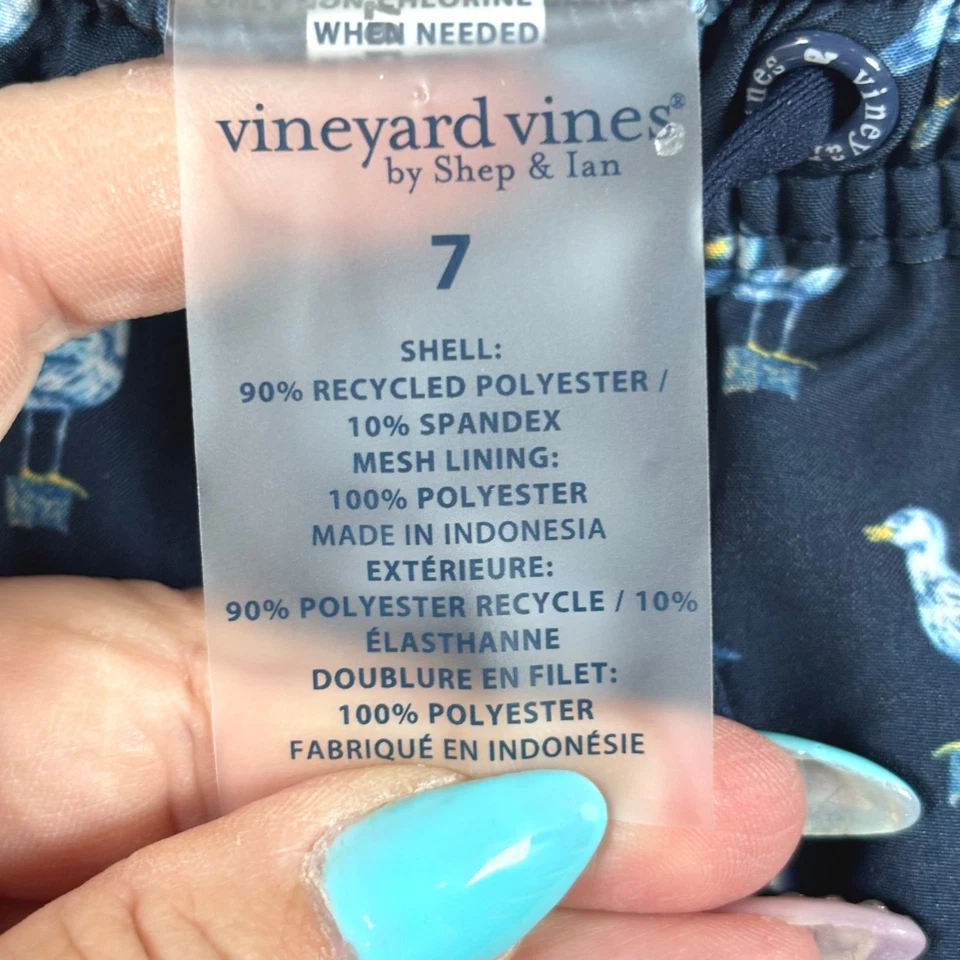 WHEN NEEDED
vineyard vines®
by Shep & Ian
7
SHELL:
90% RECYCLED POLYESTER /
10% SPANDEX
MESH LINING:
100% POLYESTER
MADE IN INDONESIA
EXTÉRIEURE:
90% POLYESTER RECYCLE / 10%
ÉLASTHANNE
DOUBLURE EN FILET:
100% POLYESTER
FABRIQUÉ EN INDONÉSIE